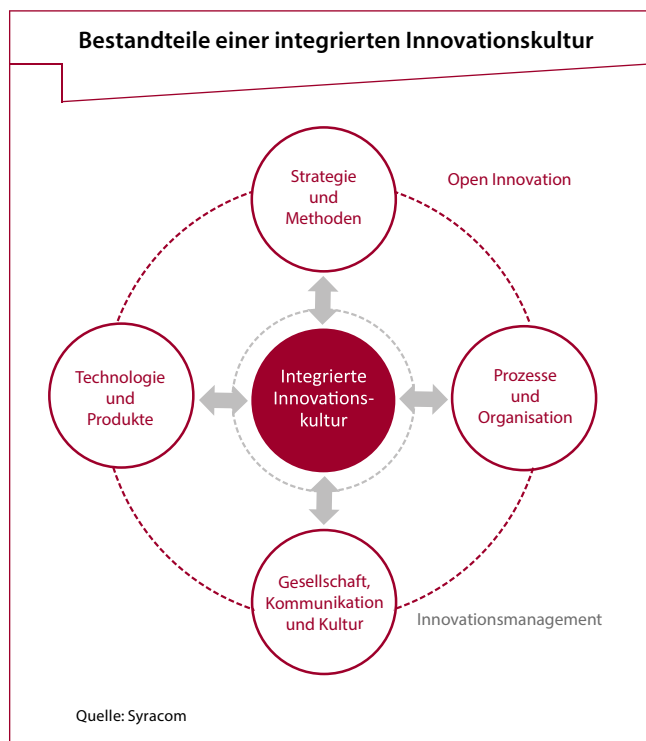 Bestandteile einer integrierten Innovationskultur
Strategie
und
Methoden
Open Innovation
Technologie
und
Produkte
Integrierte
Innovations-
kultur
Prozesse
und
Organisation
Gesellschaft,
Kommunikation
und Kultur
Innovationsmanagement
Quelle: Syracom